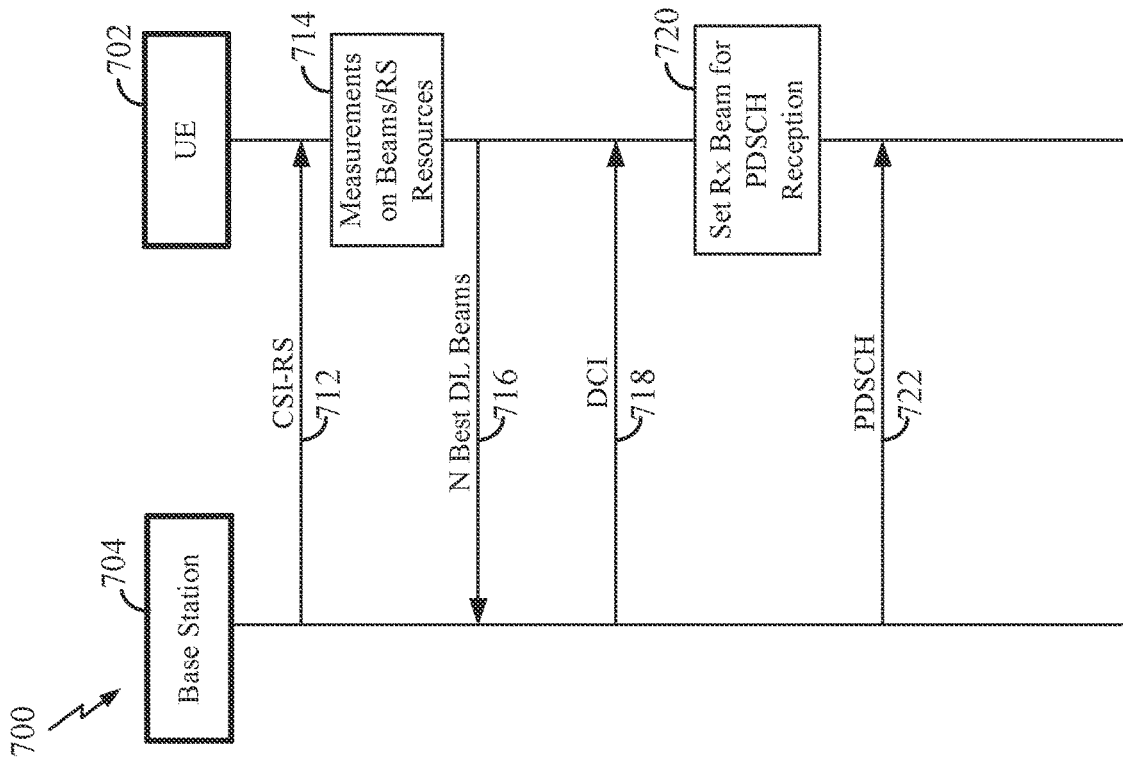 700
704
Base Station
702
UE
CSI-RS
712
714
Measurements
on Beams/RS
Resources
N Best DL Beams
716
DCI
718
720
Set Rx Beam for
PDSCH
Reception
PDSCH
722